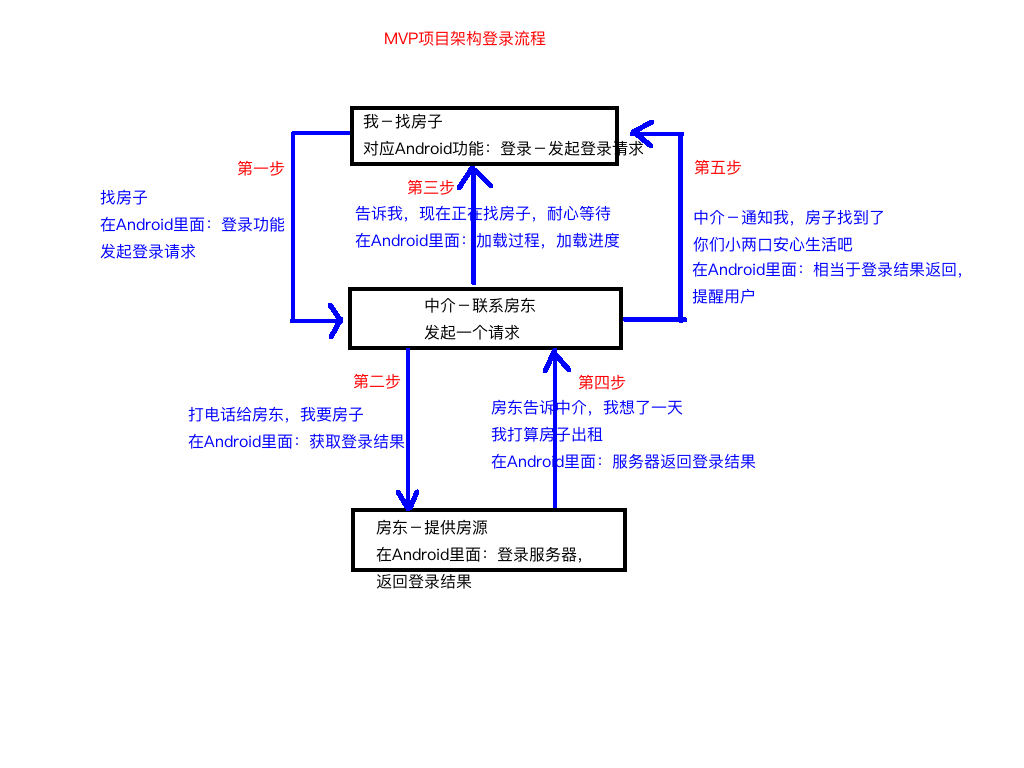 MVP项目架构登录流程
我－找房子
对应Android功能：登录－发起登录请求
第一步
找房子
在Android里面：登录功能
发起登录请求
第三步
告诉我，现在正在找房子，耐心等待
在Android里面：加载过程，加载进度
第五步
中介－通知我，房子找到了
你们小两口安心生活吧
在Android里面：相当于登录结果返回，
提醒用户
中介－联系房东
发起一个请求
第二步
打电话给房东，我要房子
在Android里面：获取登录结果
第四步
房东告诉中介，我想了一天
我打算房子出租
在Android里面：服务器返回登录结果
房东－提供房源
在Android里面：登录服务器，
返回登录结果